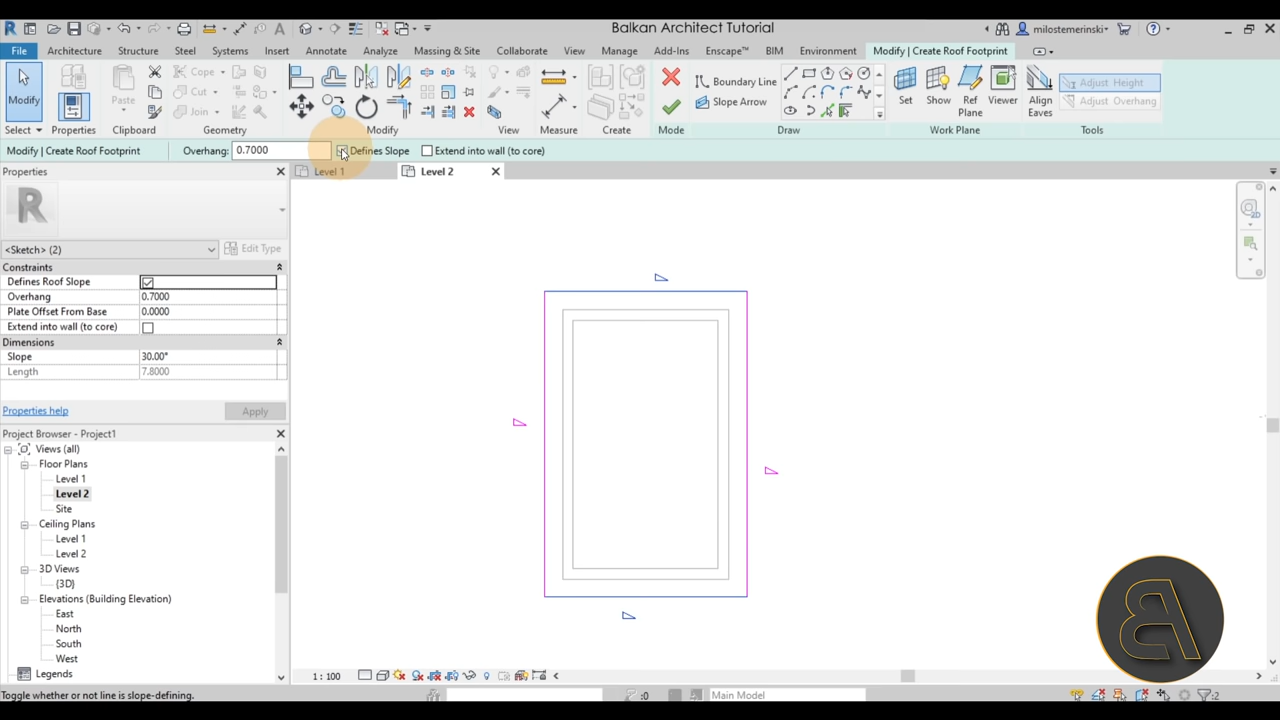 Balkan Architect Tutorial
milostemerinski
File
Architecture
Structure
Steel
Systems
Insert
Annotate
Analyze
Massing & Site
Collaborate
View
Manage
Add-Ins
Enscape™
BIM
Environment
Modify | Create Roof Footprint
Modify
Paste
Cope
Cut
Join
Boundary Line
Slope Arrow
Set
Show
Ref Plane
Viewer
Align Eaves
Adjust Height
Adjust Overhang
Select
Properties
Clipboard
Geometry
Modify
View
Measure
Create
Mode
Draw
Work Plane
Tools
Modify | Create Roof Footprint
Overhang: 0.7000
Defines Slope
Extend into wall (to core)
Properties
Level 1
Level 2
R
<Sketch> (2)
Edit Type
Constraints
Defines Roof Slope
Overhang 0.7000
Plate Offset From Base 0.0000
Extend into wall (to core)
Dimensions
Slope 30.00°
Length 7.8000
Properties help
Apply
Project Browser - Project1
Views (all)
Floor Plans
Level 1
Level 2
Site
Ceiling Plans
Level 1
Level 2
3D Views
{3D}
Elevations (Building Elevation)
East
North
South
West
Legends
1 : 100
Toggle whether or not line is slope-defining.
:0
Main Model
:2